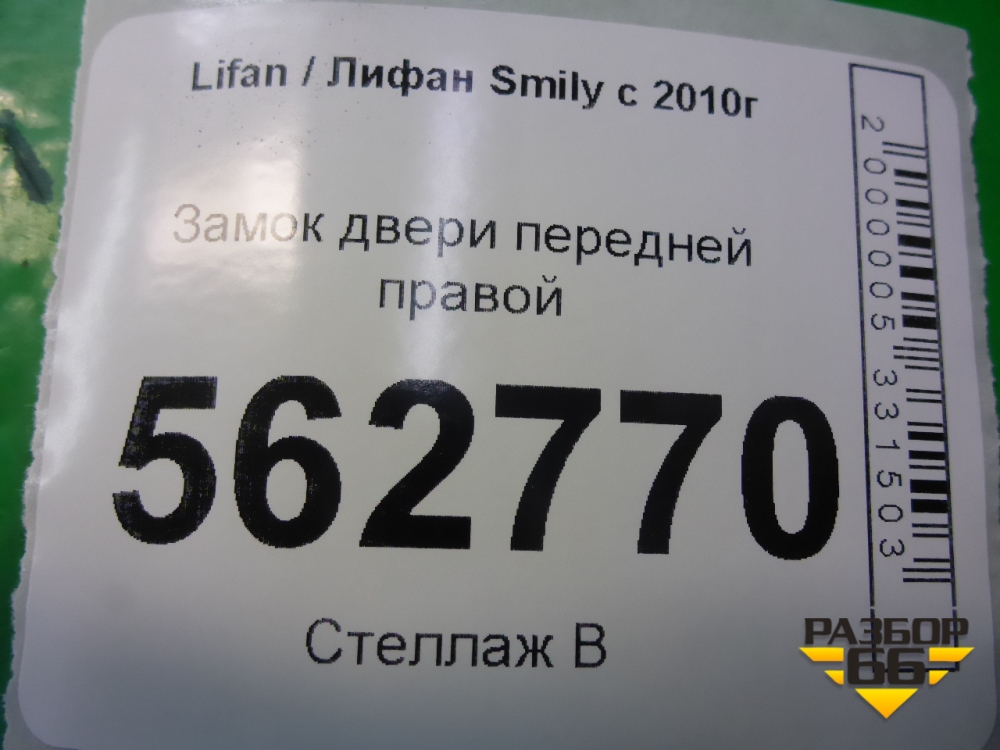 Lifan / Лифан Smily с 2010г
Замок двери передней
правой
562770
Стеллаж В
2000005331503
РАЗБОР
66